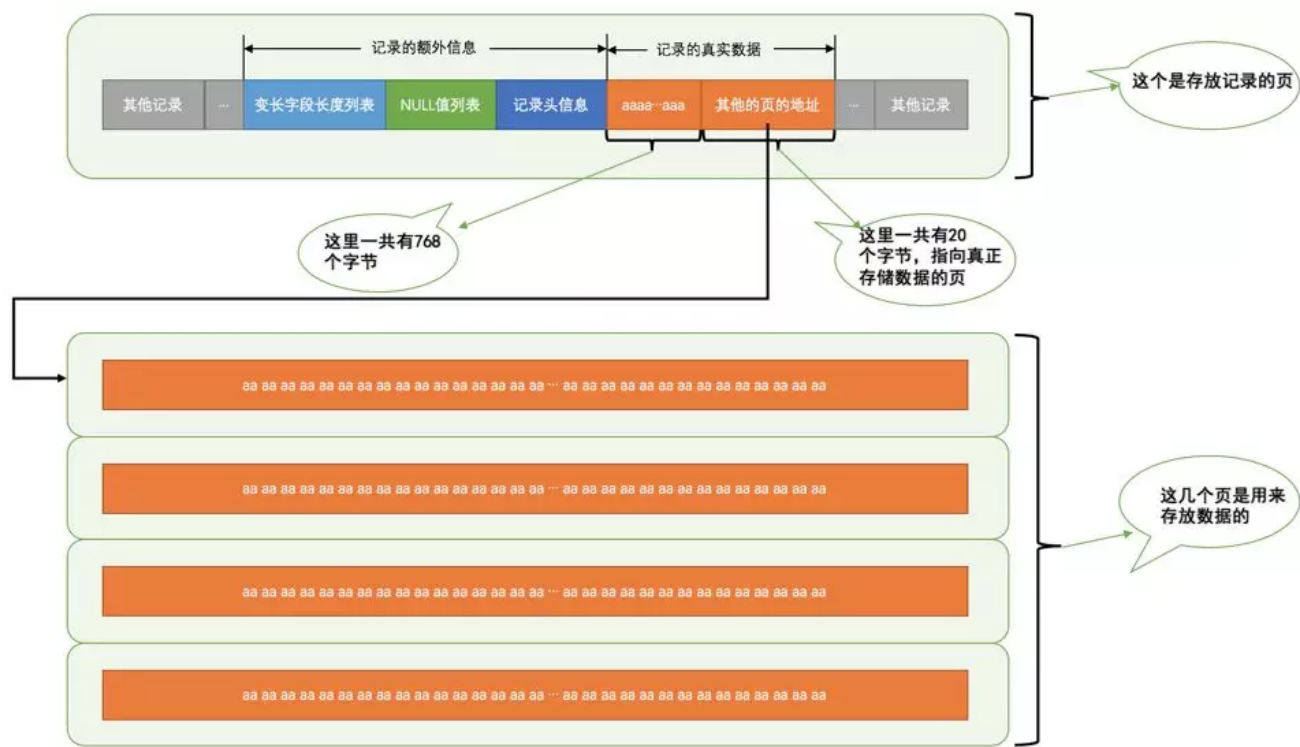 记录的额外信息
记录的真实数据
其他记录
...
变长字段长度列表
NULL值列表
记录头信息
aaaa…aaa
其他的页的地址
...
其他记录
这个是存放记录的页
这里一共有768
个字节
这里一共有20
个字节，指向真正
存储数据的页
aa aa aa aa aa aa aa aa aa aa aa aa aa aa aa aa … aa aa aa aa aa aa aa aa aa aa aa aa aa aa
aa aa aa aa aa aa aa aa aa aa aa aa aa aa aa aa … aa aa aa aa aa aa aa aa aa aa aa aa aa aa
aa aa aa aa aa aa aa aa aa aa aa aa aa aa aa aa … aa aa aa aa aa aa aa aa aa aa aa aa aa aa
aa aa aa aa aa aa aa aa aa aa aa aa aa aa aa aa … aa aa aa aa aa aa aa aa aa aa aa aa aa aa
这几个页是用来
存放数据的